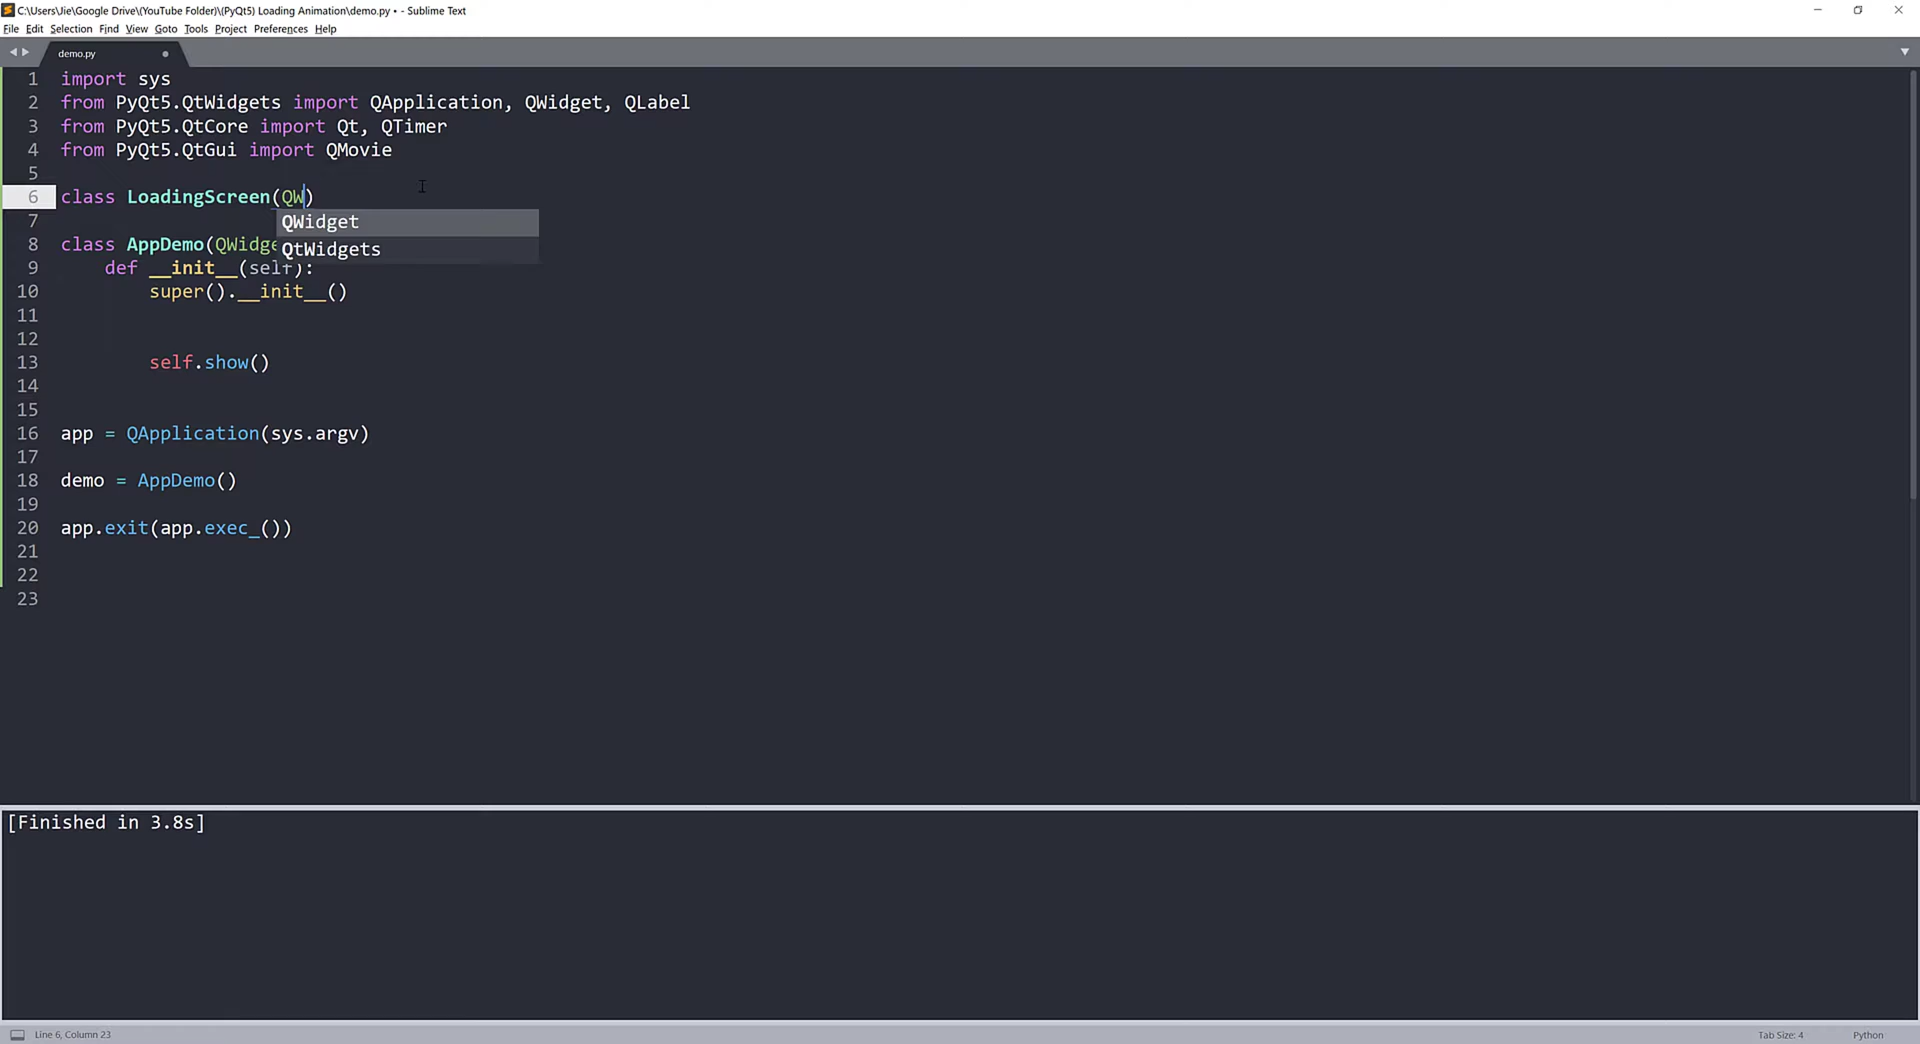 C:\Users\Jie\Google Drive\(YouTube Folder)\(PyQt5) Loading Animation\demo.py • - Sublime Text
File Edit Selection Find View Goto Tools Project Preferences Help
demo.py
1 import sys
2 from PyQt5.QtWidgets import QApplication, QWidget, QLabel
3 from PyQt5.QtCore import Qt, QTimer
4 from PyQt5.QtGui import QMovie
5
6 class LoadingScreen(QW)
QWidget
7
8 class AppDemo(QWidge
QtWidgets
9 def __init__(self):
10 super().__init__()
11
12
13 self.show()
14
15
16 app = QApplication(sys.argv)
17
18 demo = AppDemo()
19
20 app.exit(app.exec_())
21
22
23
[Finished in 3.8s]
Line 6, Column 23
Tab Size: 4
Python